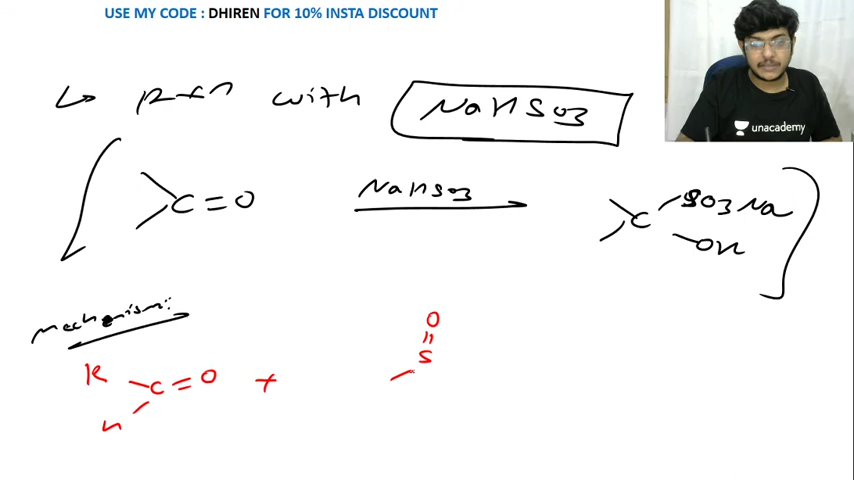 USE MY CODE : DHIREN FOR 10% INSTA DISCOUNT
unacademy
↳ rxn with NaHSO3
C=O NaHSO3 C SO3Na
OH
mechanism:
O
S
R C=O +
H